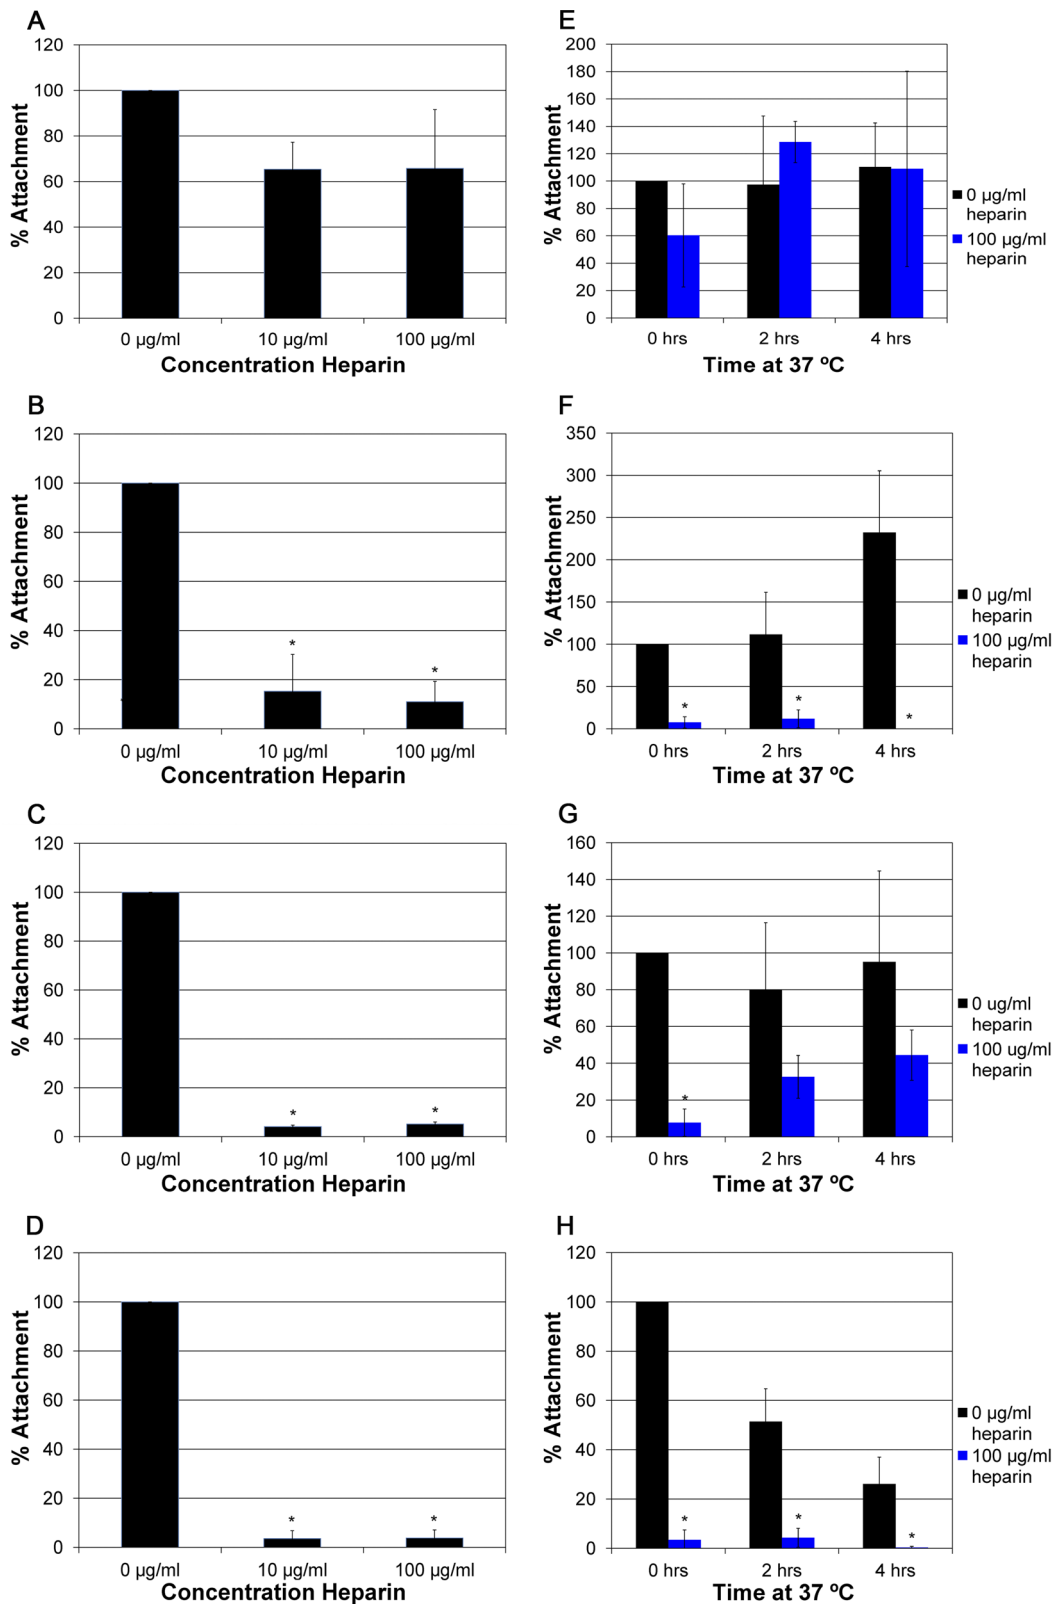 A
% Attachment
120
100
80
60
40
20
0
0 µg/ml 10 µg/ml 100 µg/ml
Concentration Heparin
E
% Attachment
200
180
160
140
120
100
80
60
40
20
0
0 hrs 2 hrs 4 hrs
Time at 37 ºC
0 µg/ml
heparin
100 µg/ml
heparin
B
% Attachment
120
100
80
60
40
20
0
* *
0 µg/ml 10 µg/ml 100 µg/ml
Concentration Heparin
F
% Attachment
350
300
250
200
150
100
50
0
* * *
0 hrs 2 hrs 4 hrs
Time at 37 ºC
0 µg/ml
heparin
100 µg/ml
heparin
C
% Attachment
120
100
80
60
40
20
0
* *
0 µg/ml 10 µg/ml 100 µg/ml
Concentration Heparin
G
% Attachment
160
140
120
100
80
60
40
20
0
*
0 hrs 2 hrs 4 hrs
Time at 37 ºC
0 ug/ml
heparin
100 ug/ml
heparin
D
% Attachment
120
100
80
60
40
20
0
* *
0 µg/ml 10 µg/ml 100 µg/ml
Concentration Heparin
H
% Attachment
120
100
80
60
40
20
0
* * *
0 hrs 2 hrs 4 hrs
Time at 37 ºC
0 µg/ml
heparin
100 µg/ml
heparin